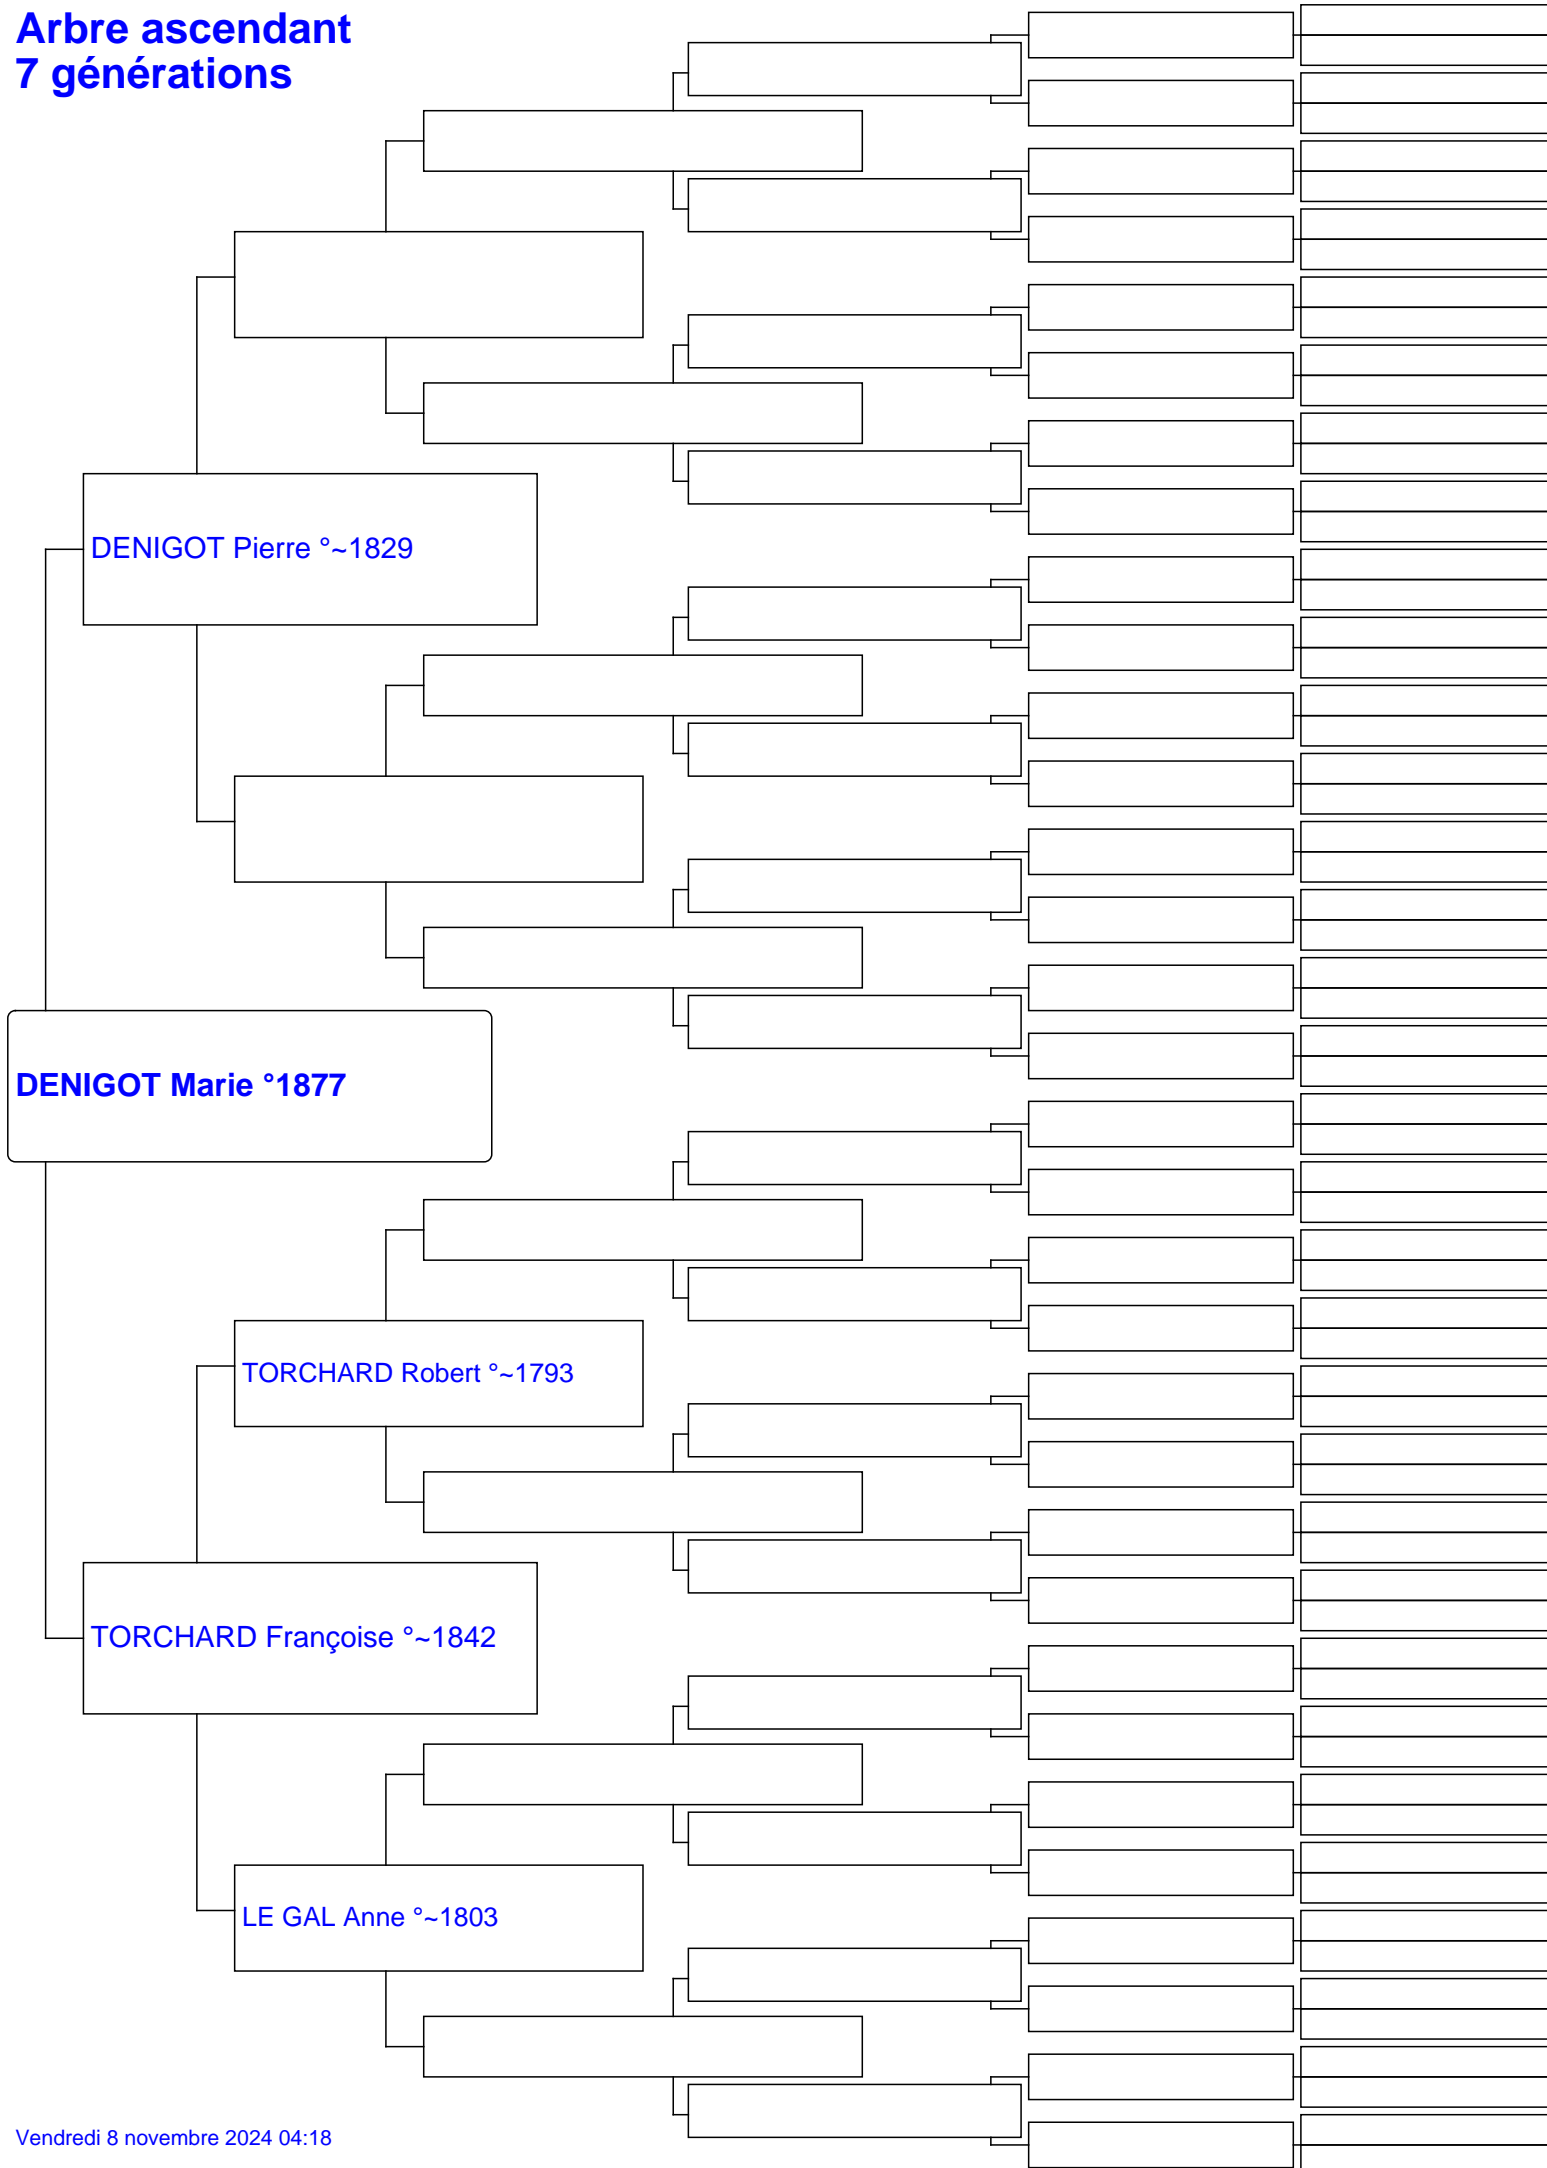 Arbre ascendant
7 générations
DENIGOT Pierre °~1829
DENIGOT Marie °1877
TORCHARD Robert °~1793
TORCHARD Françoise °~1842
LE GAL Anne °~1803
Vendredi 8 novembre 2024 04:18